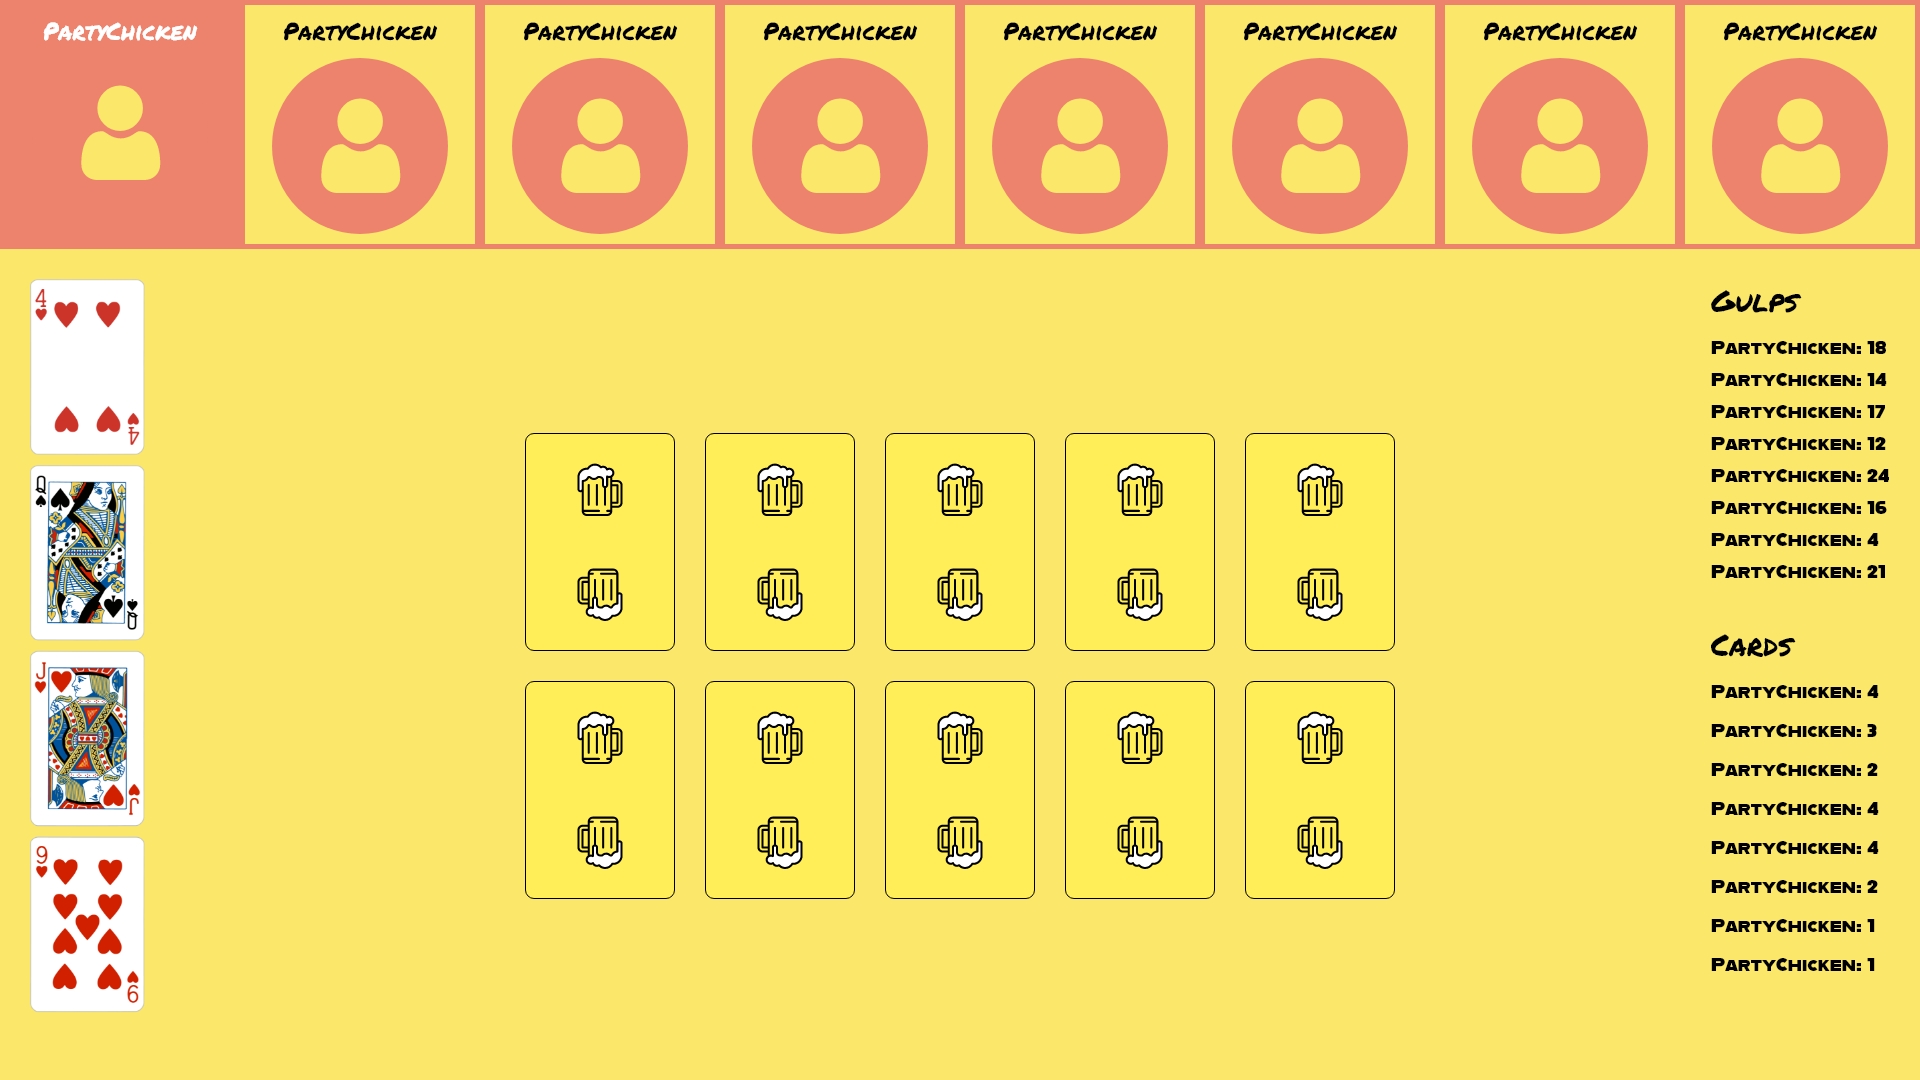 PartyChicken PartyChicken PartyChicken PartyChicken PartyChicken PartyChicken PartyChicken PartyChicken
4
4
Q
Q
J
J
9
9
Gulps
PartyChicken: 18
PartyChicken: 14
PartyChicken: 17
PartyChicken: 12
PartyChicken: 24
PartyChicken: 16
PartyChicken: 4
PartyChicken: 21
Cards
PartyChicken: 4
PartyChicken: 3
PartyChicken: 2
PartyChicken: 4
PartyChicken: 4
PartyChicken: 2
PartyChicken: 1
PartyChicken: 1